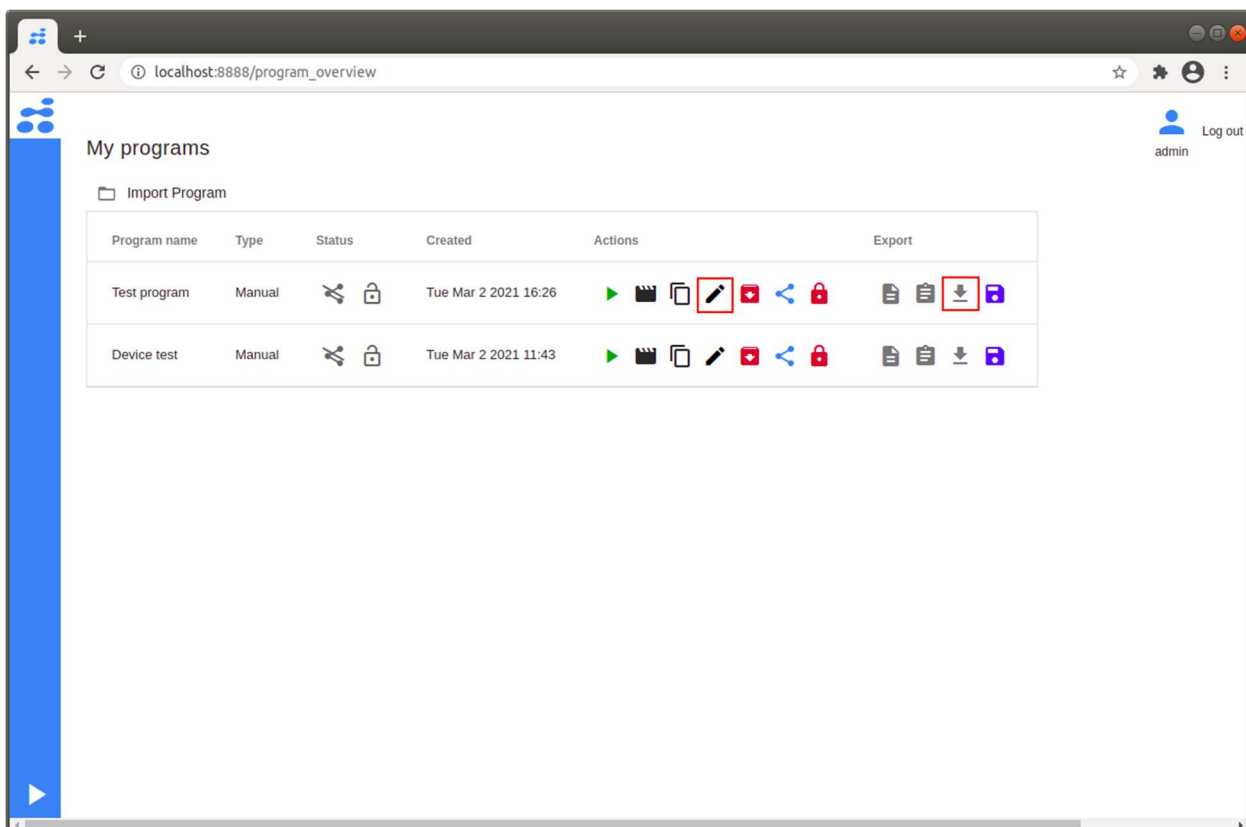 +
localhost:8888/program_overview
Log out
admin
My programs
Import Program
Program name Type Status Created Actions Export
Test program Manual Tue Mar 2 2021 16:26
Device test Manual Tue Mar 2 2021 11:43